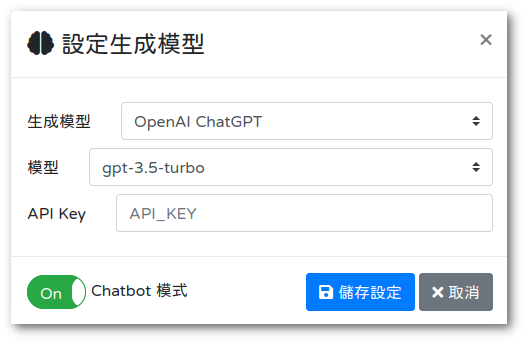 設定生成模型
×
生成模型 OpenAI ChatGPT
模型 gpt-3.5-turbo
API Key API_KEY
On Chatbot 模式 儲存設定 取消